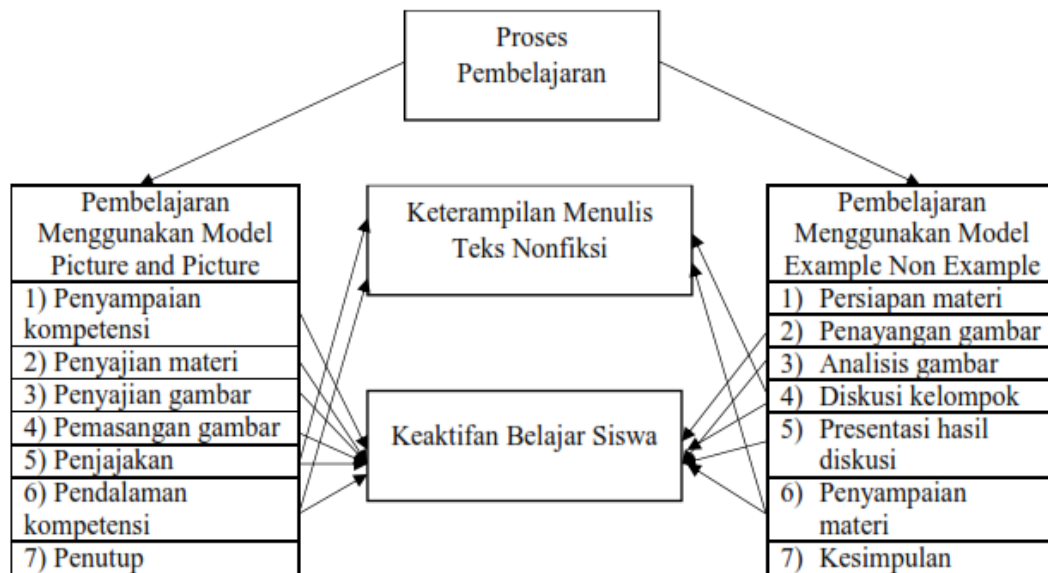 Proses
Pembelajaran
Pembelajaran
Menggunakan Model
Picture and Picture
1) Penyampaian
kompetensi
2) Penyajian materi
3) Penyajian gambar
4) Pemasangan gambar
5) Penjajakan
6) Pendalaman
kompetensi
7) Penutup
Keterampilan Menulis
Teks Nonfiksi
Keaktifan Belajar Siswa
Pembelajaran
Menggunakan Model
Example Non Example
1) Persiapan materi
2) Penayangan gambar
3) Analisis gambar
4) Diskusi kelompok
5) Presentasi hasil
diskusi
6) Penyampaian
materi
7) Kesimpulan